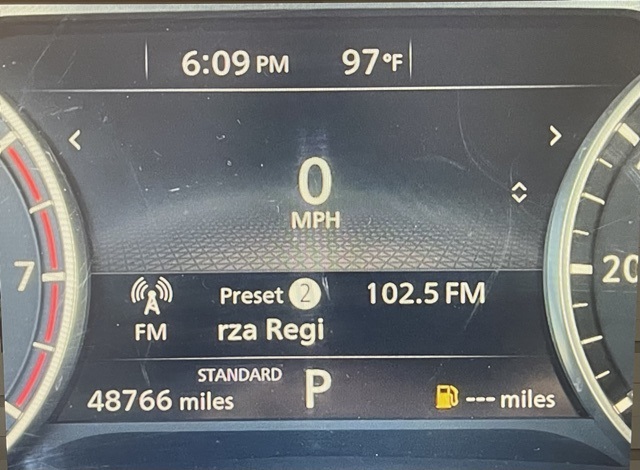 6:09 PM 97°F
0
MPH
7
20
Preset 2 102.5 FM
FM rza Regi
STANDARD
48766 miles P --- miles